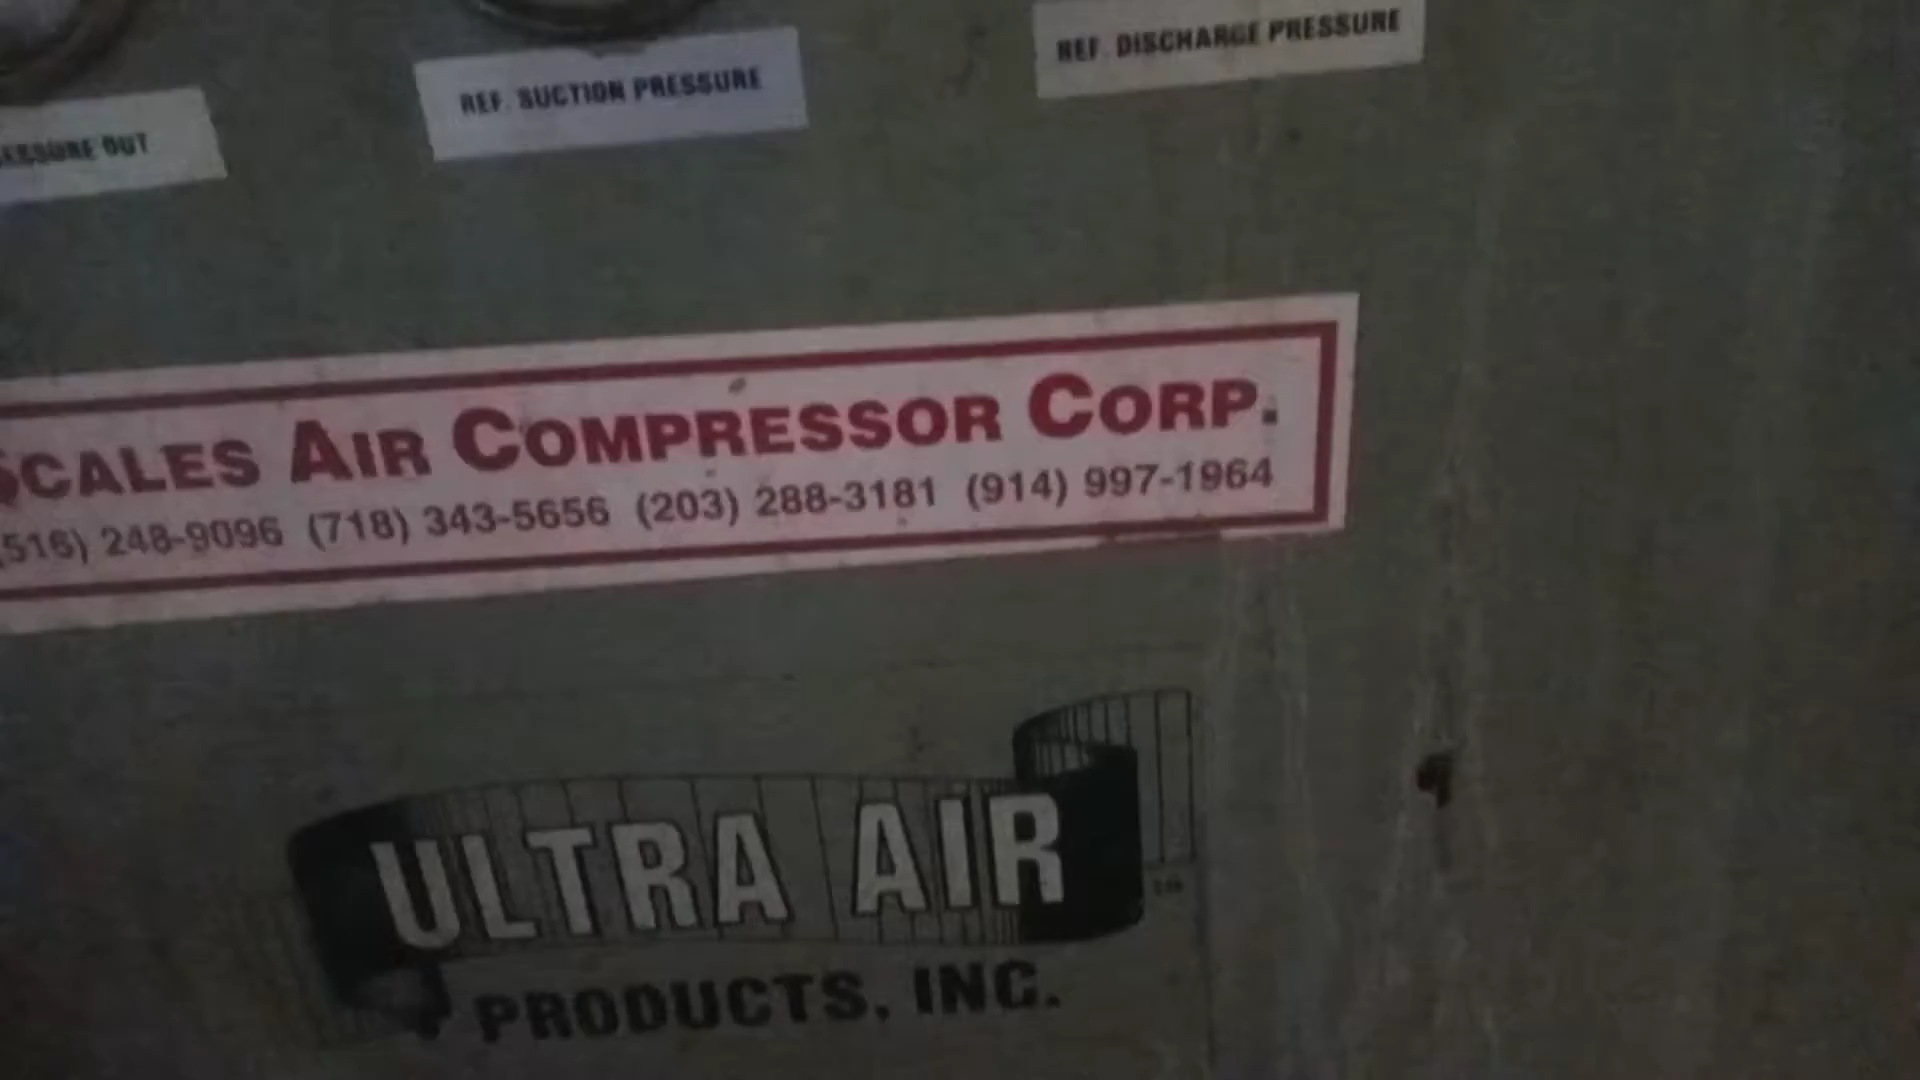 REF. DISCHARGE PRESSURE
REF. SUCTION PRESSURE
OUT
SCALES AIR COMPRESSOR CORP.
(516) 248-9096 (718) 343-5656 (203) 288-3181 (914) 997-1964
ULTRA AIR
PRODUCTS, INC.